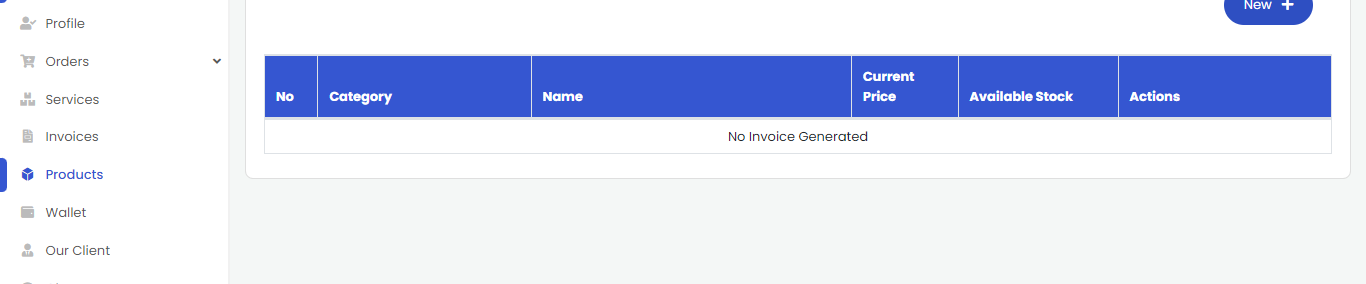 New
Profile
Orders
Services
Invoices
Products
Wallet
Our Client
No
Category
Name
Current
Price
Available Stock
Actions
No Invoice Generated